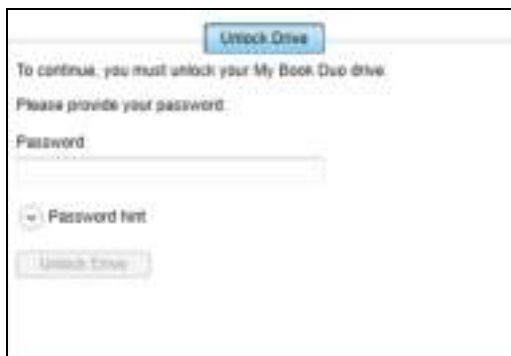 Unlock Drive
To continue, you must unlock your My Book Duo drive.
Please provide your password:
Password
Password hint
Unlock Drive